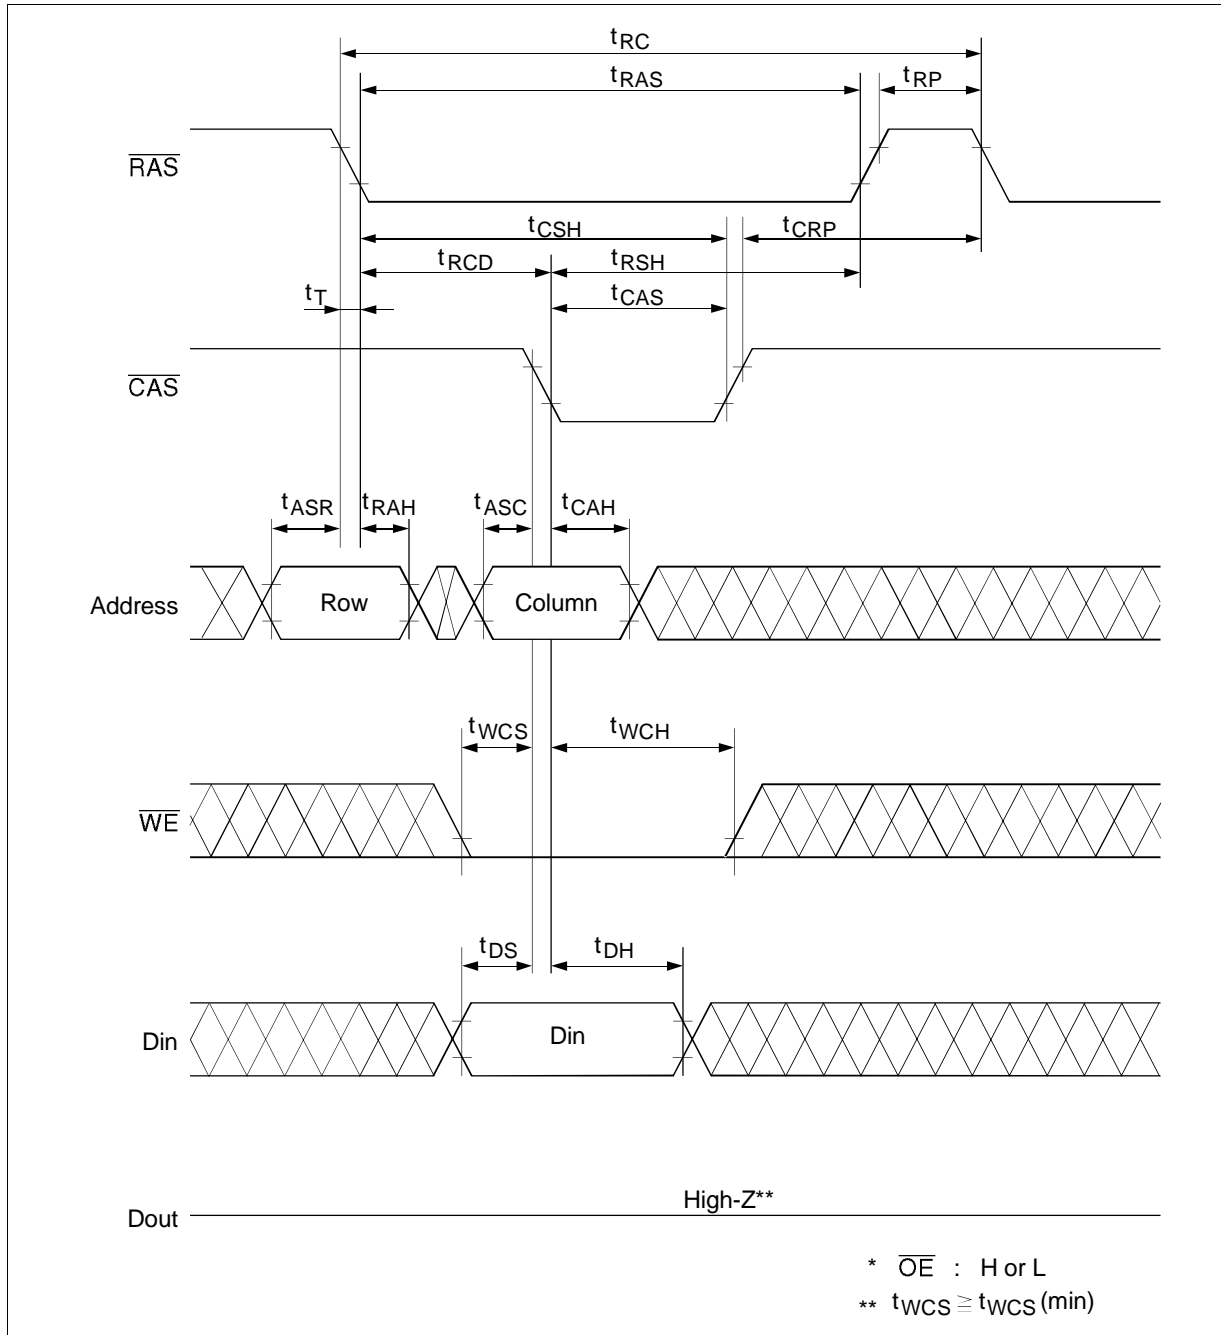 tRC
tRAS
tRP
RAS
tCSH
tCRP
tRCD
tRSH
tT
tCAS
CAS
tASR
tRAH
tASC
tCAH
Address
Row
Column
tWCS
tWCH
WE
tDS
tDH
Din
Din
High-Z**
Dout
* OE : H or L
** tWCS ≧ tWCS (min)